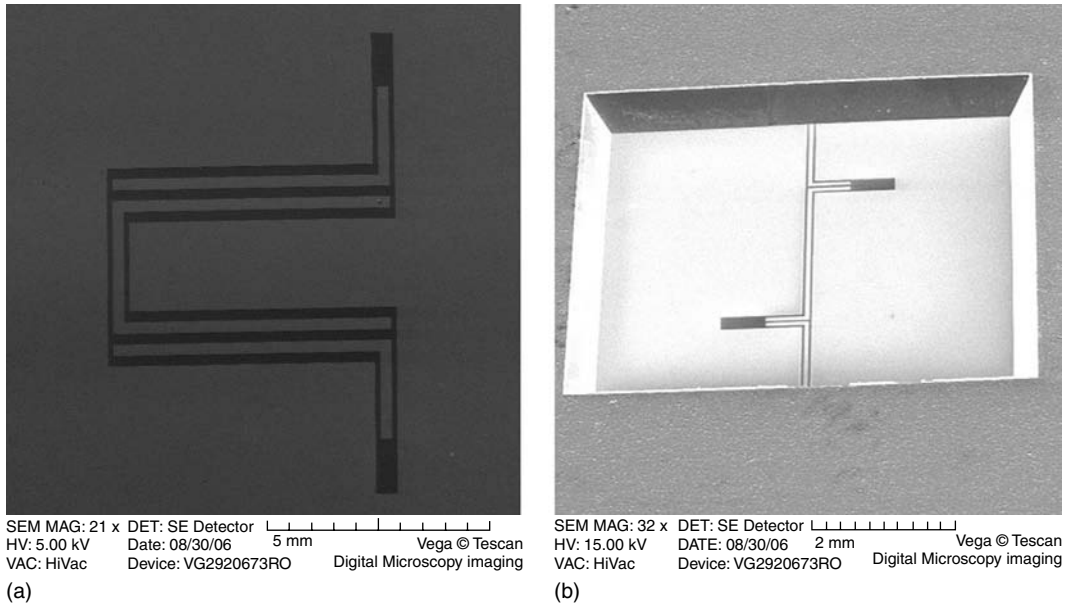 SEM MAG: 21 x DET: SE Detector
5 mm
HV: 5.00 kV Date: 08/30/06 Vega © Tescan
VAC: HiVac Device: VG2920673RO Digital Microscopy imaging
(a)
SEM MAG: 32 x DET: SE Detector
2 mm
HV: 15.00 kV DATE: 08/30/06 Vega © Tescan
VAC: HiVac Device: VG2920673RO Digital Microscopy imaging
(b)